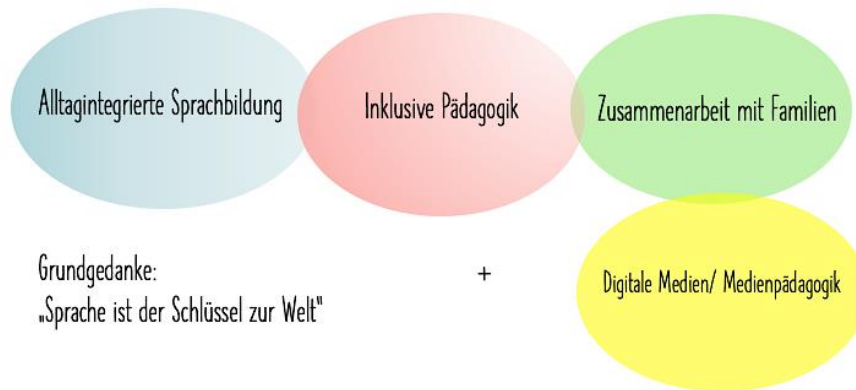 Alltagintegrierte Sprachbildung
Inklusive Pädagogik
Zusammenarbeit mit Familien
Grundgedanke:
„Sprache ist der Schlüssel zur Welt“
+
Digitale Medien/ Medienpädagogik